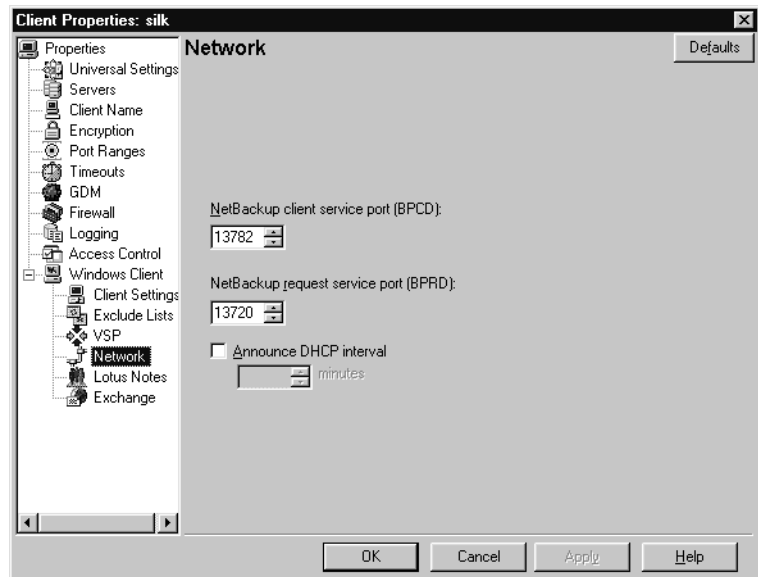 Client Properties: silk
Properties
Universal Settings
Servers
Client Name
Encryption
Port Ranges
Timeouts
GDM
Firewall
Logging
Access Control
Windows Client
Client Settings
Exclude Lists
VSP
Network
Lotus Notes
Exchange
Network
Defaults
NetBackup client service port (BPCD):
13782
NetBackup request service port (BPRD):
13720
Announce DHCP interval
minutes
OK
Cancel
Apply
Help